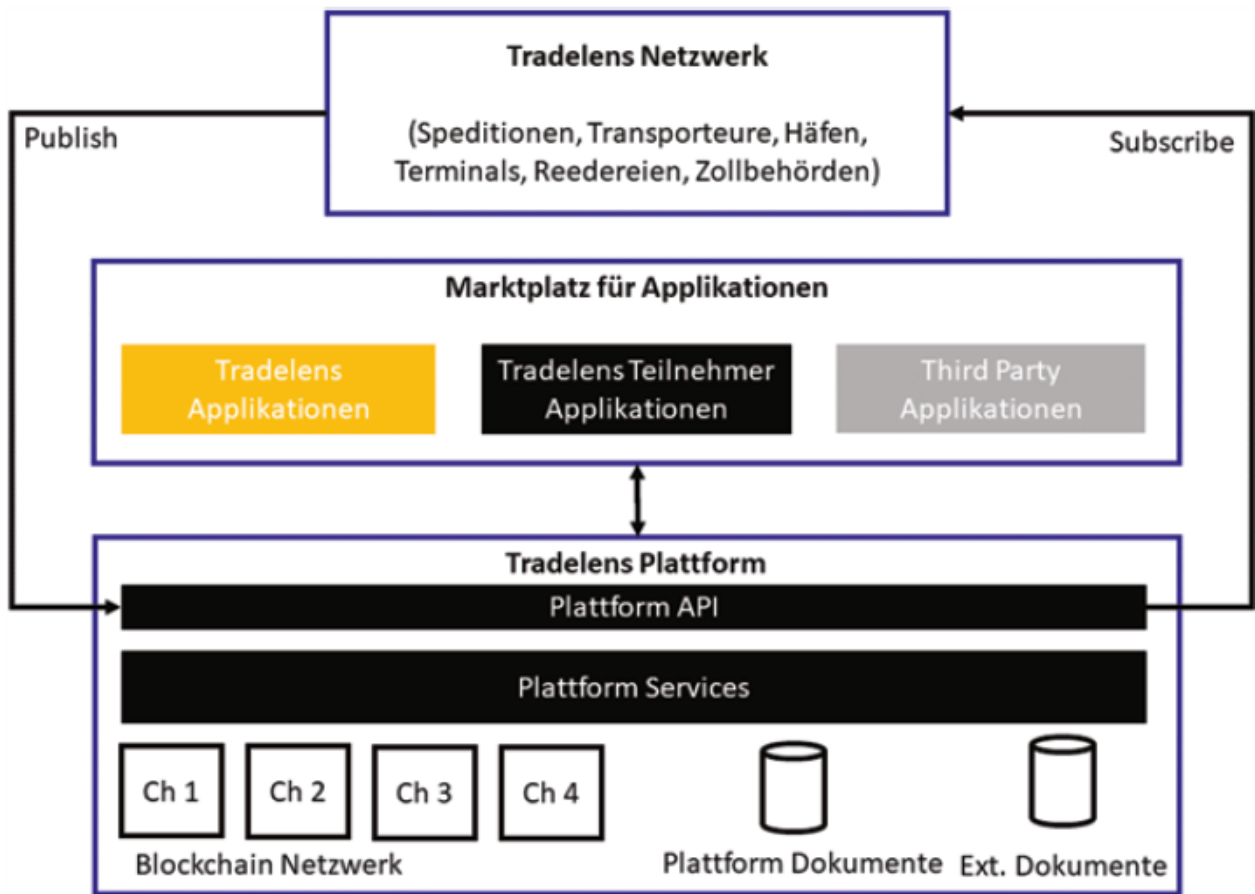 Tradelens Netzwerk
Publish
(Speditionen, Transporteure, Häfen,
Terminals, Reedereien, Zollbehörden)
Subscribe
Marktplatz für Applikationen
Tradelens
Applikationen
Tradelens Teilnehmer
Applikationen
Third Party
Applikationen
Tradelens Plattform
Plattform API
Plattform Services
Ch 1
Ch 2
Ch 3
Ch 4
Blockchain Netzwerk
Plattform Dokumente
Ext. Dokumente